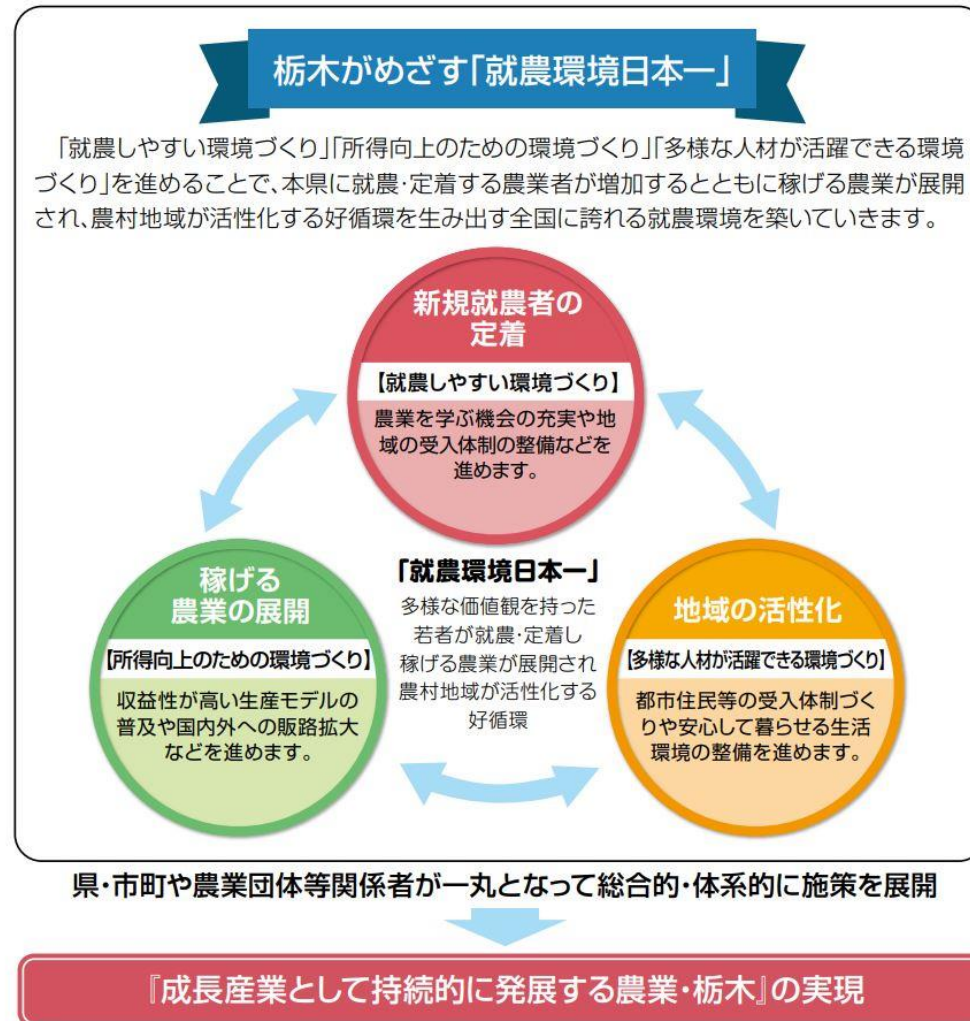 栃木がめざす「就農環境日本一」
「就農しやすい環境づくり」「所得向上のための環境づくり」「多様な人材が活躍できる環境
づくり」を進めることで、本県に就農・定着する農業者が増加するとともに稼げる農業が展開
され、農村地域が活性化する好循環を生み出す全国に誇れる就農環境を築いていきます。
新規就農者の
定着
【就農しやすい環境づくり】
農業を学ぶ機会の充実や地
域の受入体制の整備などを
進めます。
稼げる
農業の展開
【所得向上のための環境づくり】
収益性が高い生産モデルの
普及や国内外への販路拡大
などを進めます。
「就農環境日本一」
多様な価値観を持った
若者が就農・定着し
稼げる農業が展開され
農村地域が活性化する
好循環
地域の活性化
【多様な人材が活躍できる環境づくり】
都市住民等の受入体制づく
りや安心して暮らせる生活
環境の整備を進めます。
県・市町や農業団体等関係者が一丸となって総合的・体系的に施策を展開
『成長産業として持続的に発展する農業・栃木』の実現